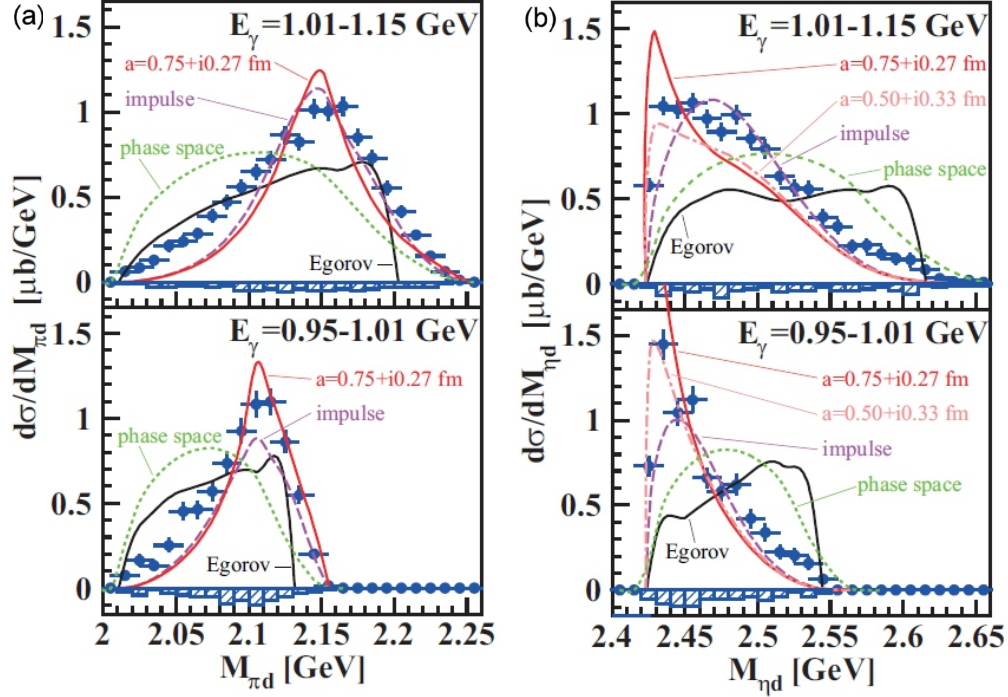 (a)
E_γ=1.01-1.15 GeV
1.5
a=0.75+i0.27 fm
impulse
1
phase space
0.5
Egorov
0
dσ/dM_πd [μb/GeV]
E_γ=0.95-1.01 GeV
1.5
a=0.75+i0.27 fm
impulse
1
phase space
0.5
Egorov
0
2 2.05 2.1 2.15 2.2 2.25
M_πd [GeV]
(b)
E_γ=1.01-1.15 GeV
1.5
a=0.75+i0.27 fm
a=0.50+i0.33 fm
1
impulse
phase space
0.5
Egorov
0
dσ/dM_ηd [μb/GeV]
E_γ=0.95-1.01 GeV
1.5
a=0.75+i0.27 fm
a=0.50+i0.33 fm
1
impulse
phase space
0.5
Egorov
0
2.4 2.45 2.5 2.55 2.6 2.65
M_ηd [GeV]